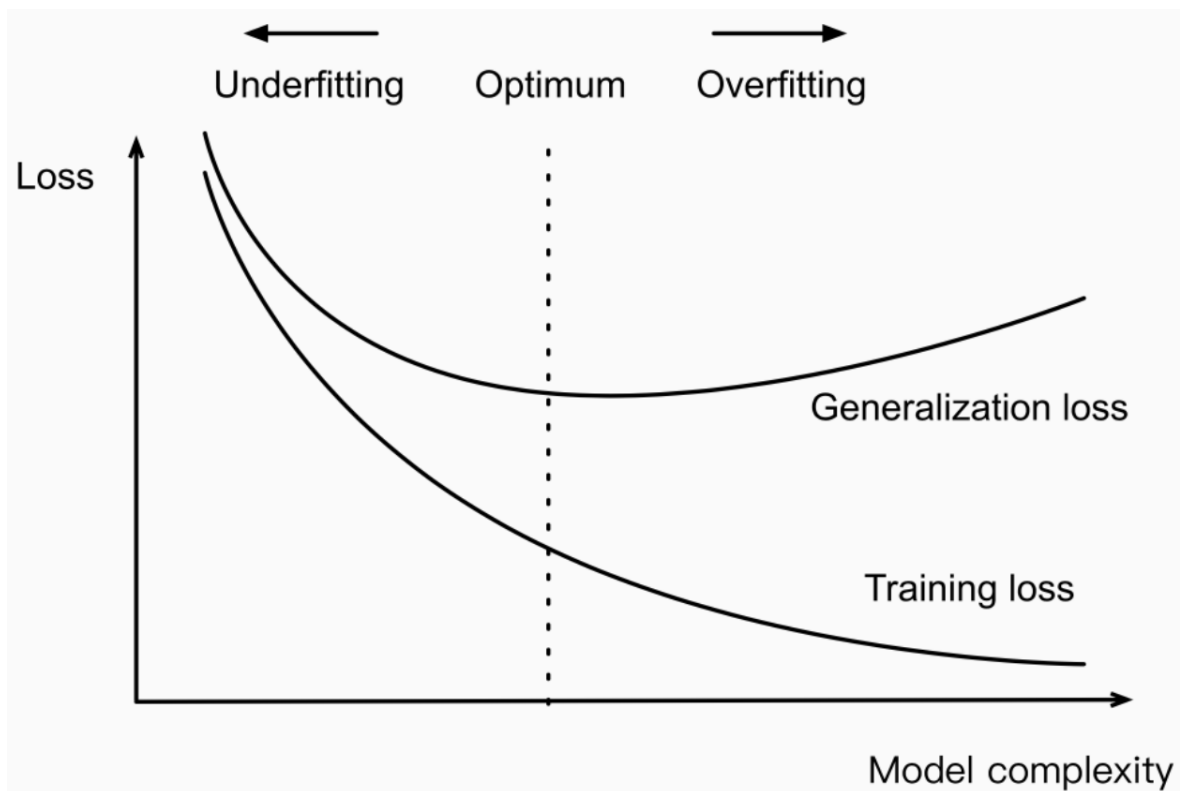 Underfitting Optimum Overfitting
Loss
Generalization loss
Training loss
Model complexity